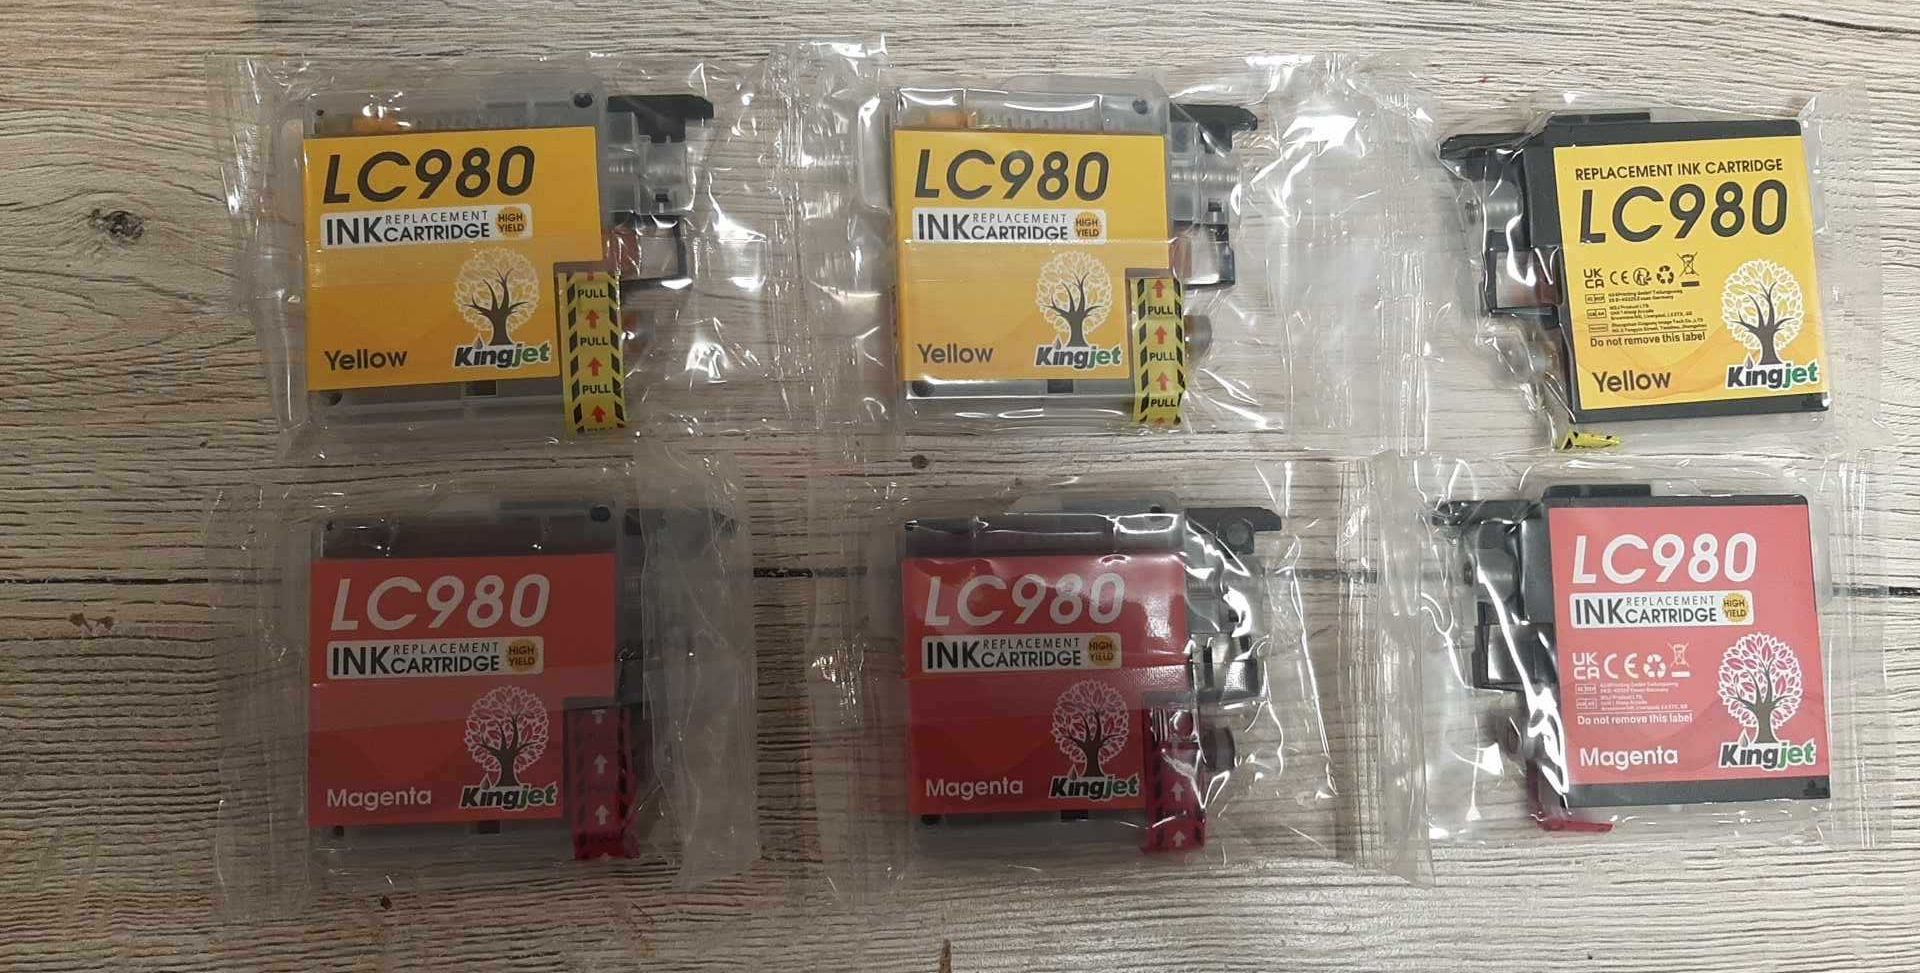 LC980
INK REPLACEMENT CARTRIDGE HIGH YIELD
PULL
PULL
PULL
Yellow
Kingjet
LC980
INK REPLACEMENT CARTRIDGE HIGH YIELD
PULL
PULL
PULL
Yellow
Kingjet
REPLACEMENT INK CARTRIDGE
LC980
UK
CA CE
Do not remove this label
Yellow
Kingjet
LC980
INK REPLACEMENT CARTRIDGE HIGH YIELD
Magenta
Kingjet
LC980
INK REPLACEMENT CARTRIDGE HIGH YIELD
Magenta
Kingjet
LC980
INK REPLACEMENT CARTRIDGE HIGH YIELD
UK
CA CE
Do not remove this label
Magenta
Kingjet